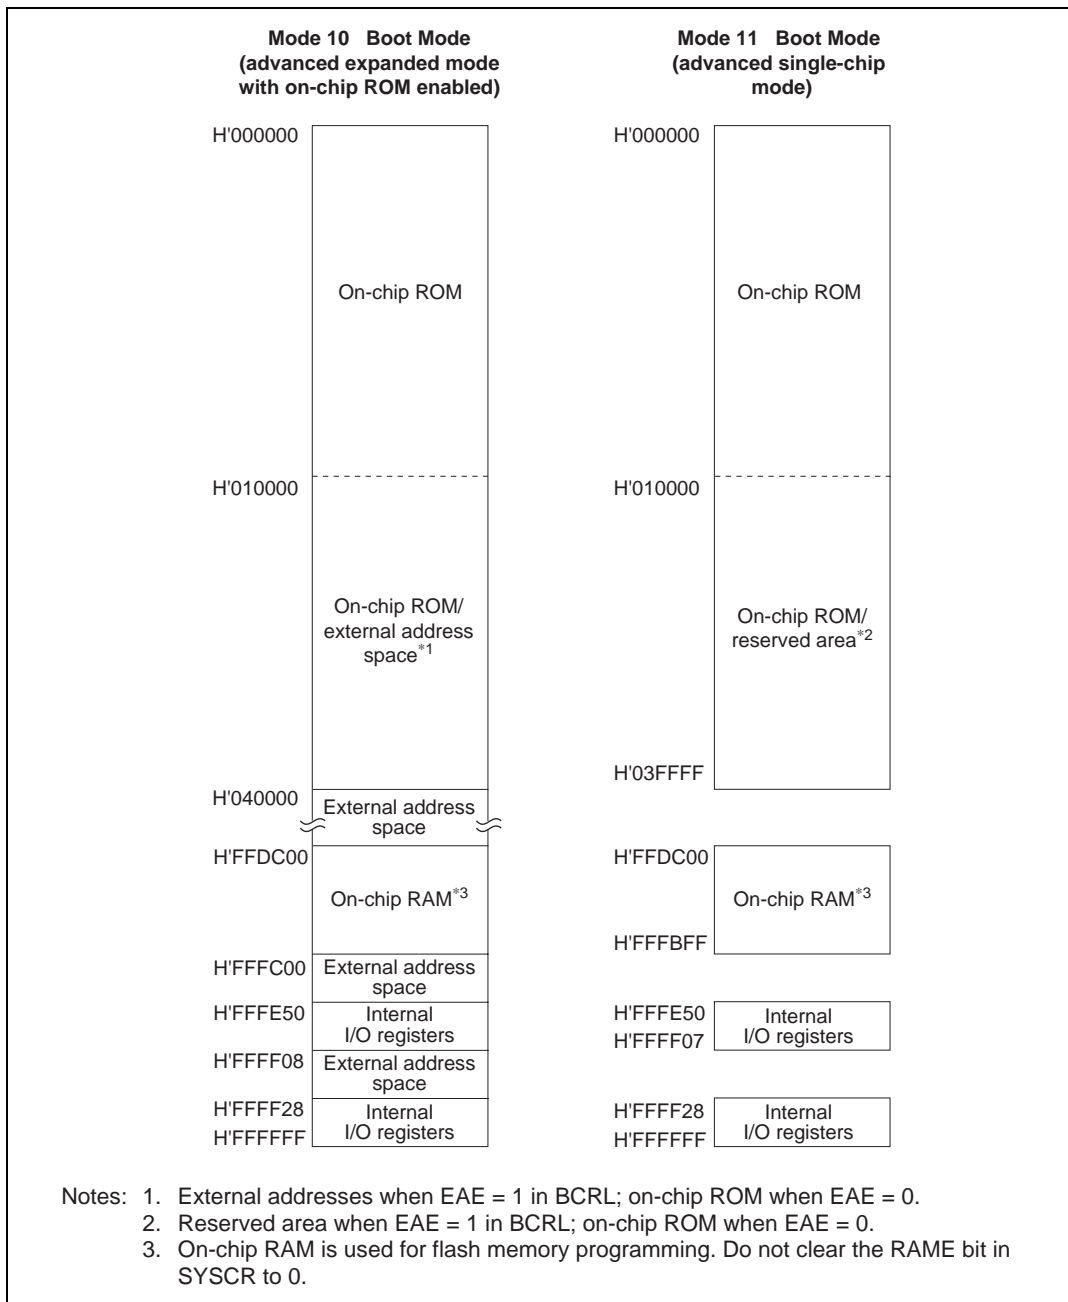 Mode 10 Boot Mode
(advanced expanded mode
with on-chip ROM enabled)
H'000000
On-chip ROM
H'010000
On-chip ROM/
external address
space*1
H'040000
External address
space
H'FFDC00
On-chip RAM*3
H'FFFC00
External address
space
H'FFFE50
Internal
I/O registers
H'FFFF08
External address
space
H'FFFF28
Internal
I/O registers
H'FFFFFF
Mode 11 Boot Mode
(advanced single-chip
mode)
H'000000
On-chip ROM
H'010000
On-chip ROM/
reserved area*2
H'03FFFF
H'FFDC00
On-chip RAM*3
H'FFFBFF
H'FFFE50
Internal
I/O registers
H'FFFF07
H'FFFF28
Internal
I/O registers
H'FFFFFF
Notes: 1. External addresses when EAE = 1 in BCRL; on-chip ROM when EAE = 0.
2. Reserved area when EAE = 1 in BCRL; on-chip ROM when EAE = 0.
3. On-chip RAM is used for flash memory programming. Do not clear the RAME bit in
SYSCR to 0.